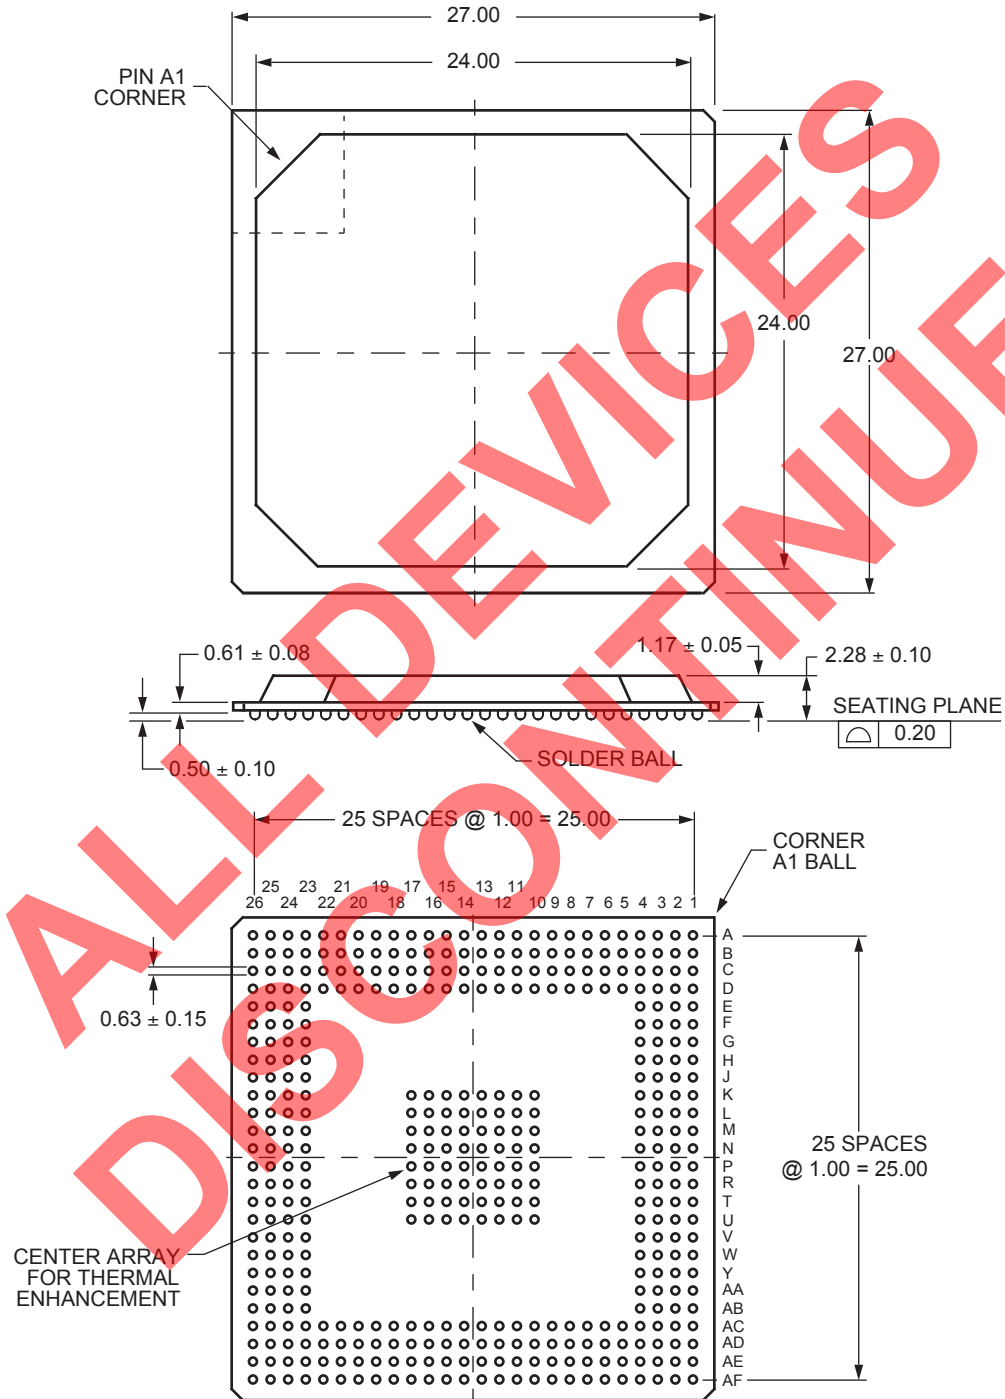 27.00
24.00
PIN A1
CORNER
24.00
27.00
0.61 ± 0.08
1.17 ± 0.05
2.28 ± 0.10
SEATING PLANE
0.20
SOLDER BALL
0.50 ± 0.10
25 SPACES @ 1.00 = 25.00
CORNER
A1 BALL
25 23 21 19 17 15 13 11
26 24 22 20 18 16 14 12 10 9 8 7 6 5 4 3 2 1
A
B
C
D
E
F
G
H
J
K
L
M
N
P
R
T
U
V
W
Y
AA
AB
AC
AD
AE
AF
0.63 ± 0.15
25 SPACES
@ 1.00 = 25.00
CENTER ARRAY
FOR THERMAL
ENHANCEMENT
ALL DEVICES
DISCONTINUE